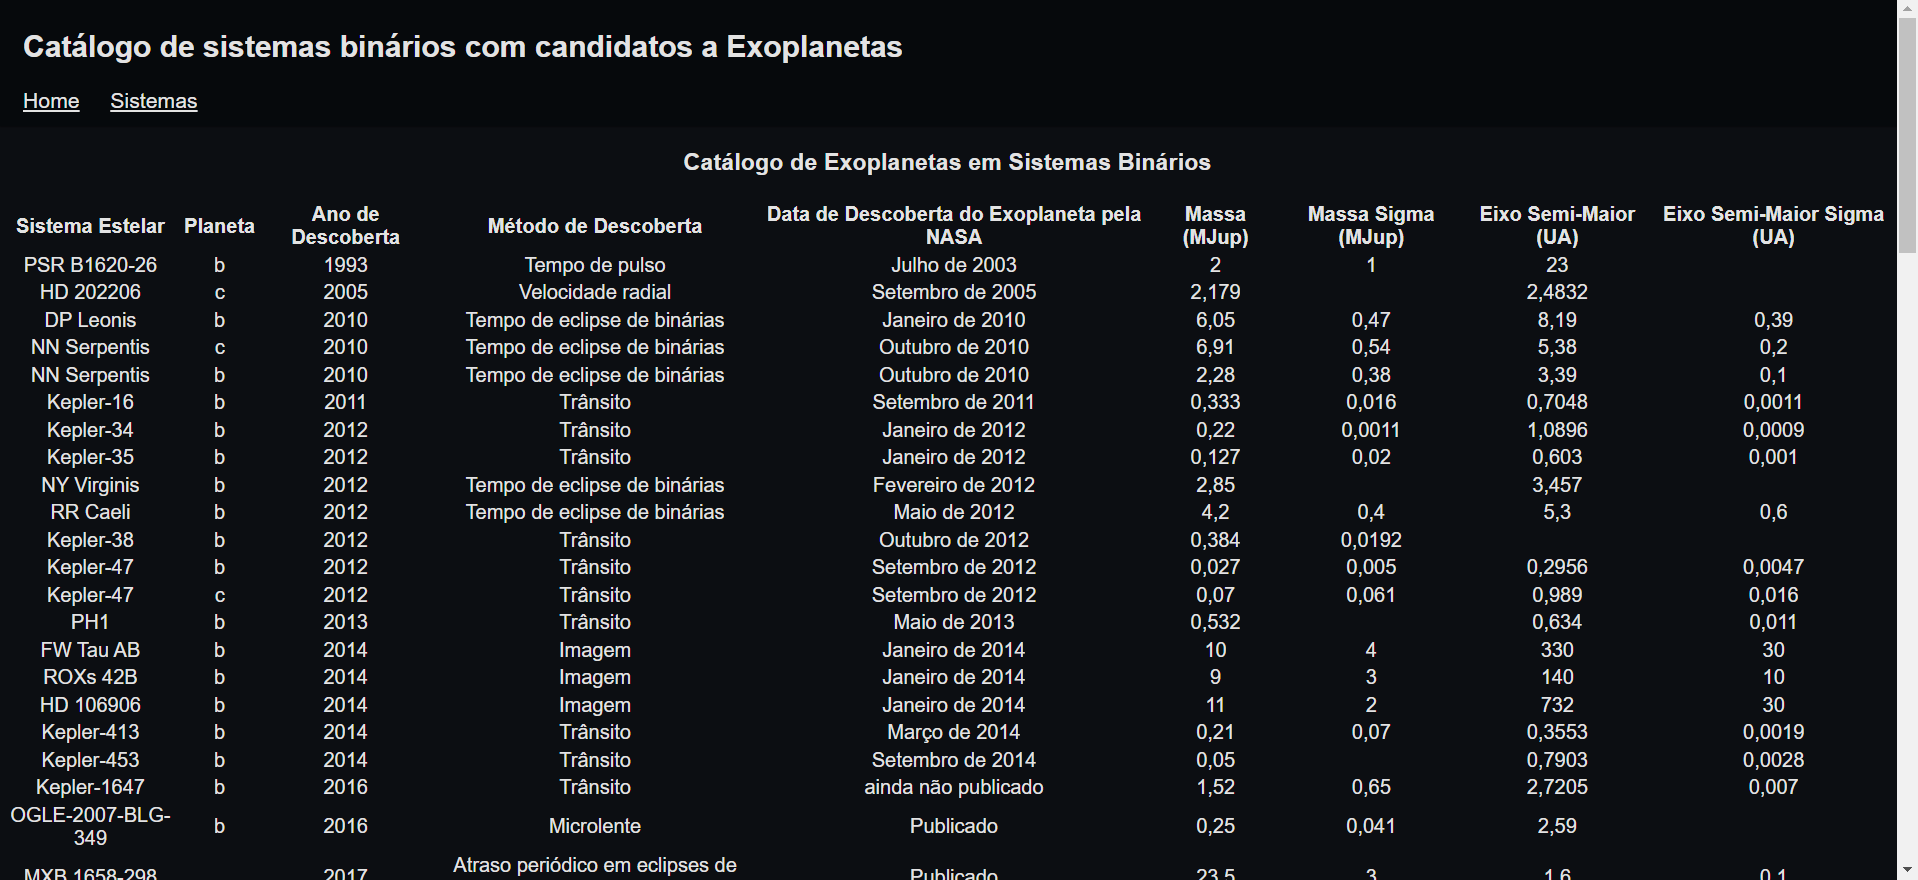 Catálogo de sistemas binários com candidatos a Exoplanetas
Home Sistemas
Catálogo de Exoplanetas em Sistemas Binários
Sistema Estelar Planeta Ano de Descoberta Método de Descoberta Data de Descoberta do Exoplaneta pela NASA Massa (MJup) Massa Sigma (MJup) Eixo Semi-Maior (UA) Eixo Semi-Maior Sigma (UA)
PSR B1620-26 b 1993 Tempo de pulso Julho de 2003 2 1 23
HD 202206 c 2005 Velocidade radial Setembro de 2005 2,179 2,4832
DP Leonis b 2010 Tempo de eclipse de binárias Janeiro de 2010 6,05 0,47 8,19 0,39
NN Serpentis c 2010 Tempo de eclipse de binárias Outubro de 2010 6,91 0,54 5,38 0,2
NN Serpentis b 2010 Tempo de eclipse de binárias Outubro de 2010 2,28 0,38 3,39 0,1
Kepler-16 b 2011 Trânsito Setembro de 2011 0,333 0,016 0,7048 0,0011
Kepler-34 b 2012 Trânsito Janeiro de 2012 0,22 0,0011 1,0896 0,0009
Kepler-35 b 2012 Trânsito Janeiro de 2012 0,127 0,02 0,603 0,001
NY Virginis b 2012 Tempo de eclipse de binárias Fevereiro de 2012 2,85 3,457
RR Caeli b 2012 Tempo de eclipse de binárias Maio de 2012 4,2 0,4 5,3 0,6
Kepler-38 b 2012 Trânsito Outubro de 2012 0,384 0,0192
Kepler-47 b 2012 Trânsito Setembro de 2012 0,027 0,005 0,2956 0,0047
Kepler-47 c 2012 Trânsito Setembro de 2012 0,07 0,061 0,989 0,016
PH1 b 2013 Trânsito Maio de 2013 0,532 0,634 0,011
FW Tau AB b 2014 Imagem Janeiro de 2014 10 4 330 30
ROXs 42B b 2014 Imagem Janeiro de 2014 9 3 140 10
HD 106906 b 2014 Imagem Janeiro de 2014 11 2 732 30
Kepler-413 b 2014 Trânsito Março de 2014 0,21 0,07 0,3553 0,0019
Kepler-453 b 2014 Trânsito Setembro de 2014 0,05 0,7903 0,0028
Kepler-1647 b 2016 Trânsito ainda não publicado 1,52 0,65 2,7205 0,007
OGLE-2007-BLG-349 b 2016 Microlente Publicado 0,25 0,041 2,59
MXB 1658-298 2017 Atraso periódico em eclipses de Publicado 23,5 3 1,6 0,1